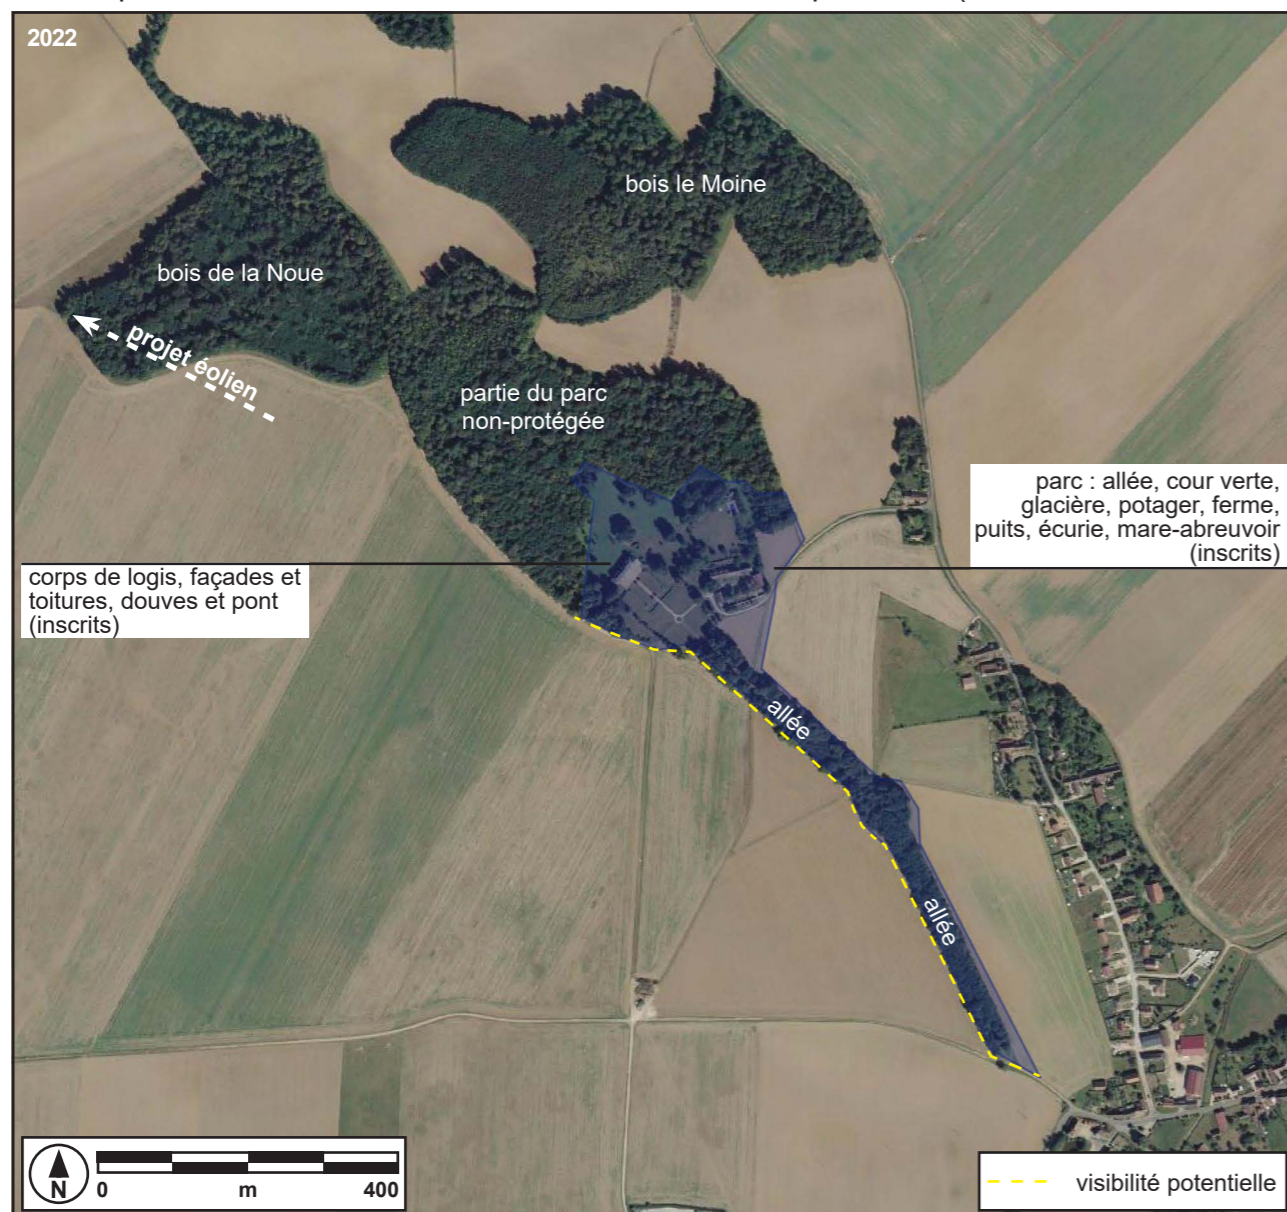 2022
bois le Moine
bois de la Noue
projet éolien
partie du parc
non-protégée
parc : allée, cour verte,
glacière, potager, ferme,
puits, écurie, mare-abreuvoir
(inscrits)
corps de logis, façades et
toitures, douves et pont
(inscrits)
allée
allée
N
0 m 400
visibilité potentielle